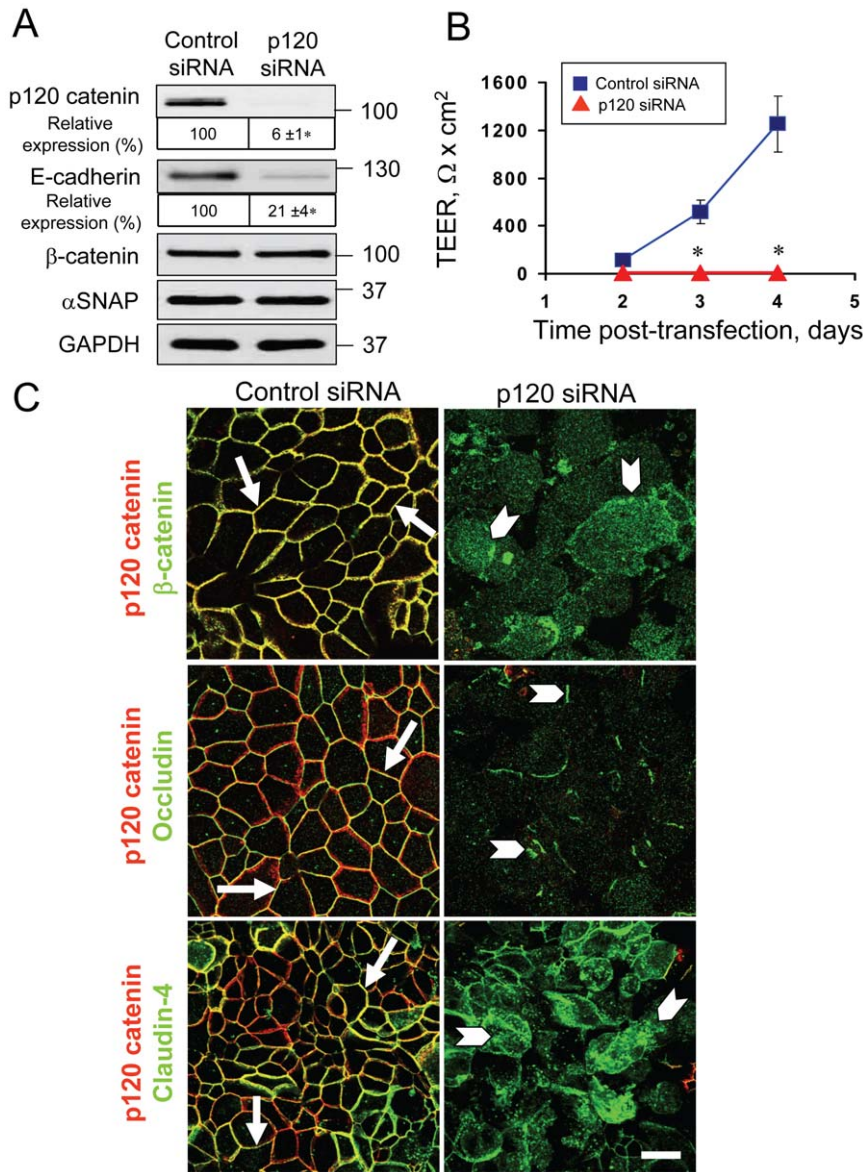 A
Control siRNA
p120 siRNA
p120 catenin
100
Relative expression (%)
100
6 ±1*
E-cadherin
130
Relative expression (%)
100
21 ±4*
β-catenin
100
αSNAP
37
GAPDH
37
B
Control siRNA
p120 siRNA
TEER, Ω x cm²
1600
1200
800
400
0
* *
1 2 3 4 5
Time post-transfection, days
C
Control siRNA
p120 siRNA
p120 catenin
β-catenin
p120 catenin
Occludin
p120 catenin
Claudin-4